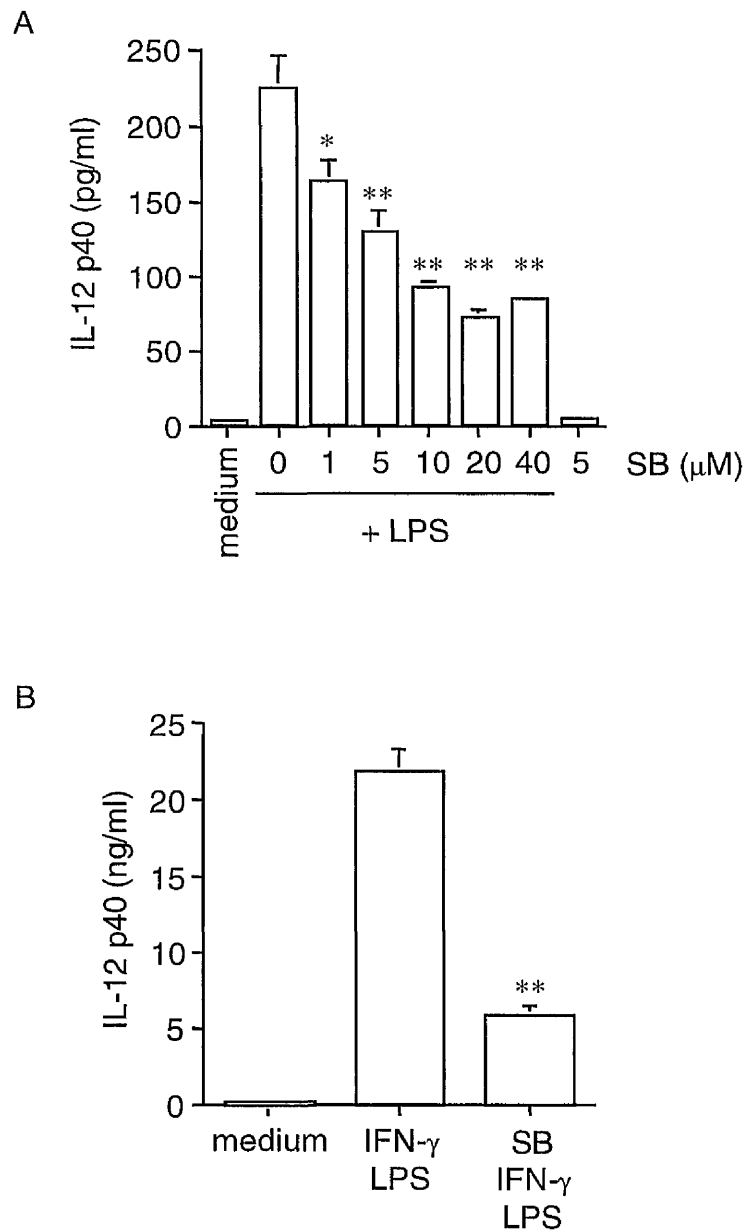 A
IL-12 p40 (pg/ml)
250
200
150
100
50
0
*
**
** ** **
medium 0 1 5 10 20 40 5 SB (μM)
+ LPS
B
IL-12 p40 (ng/ml)
25
20
15
10
5
0
**
medium IFN-γ SB
LPS IFN-γ
LPS